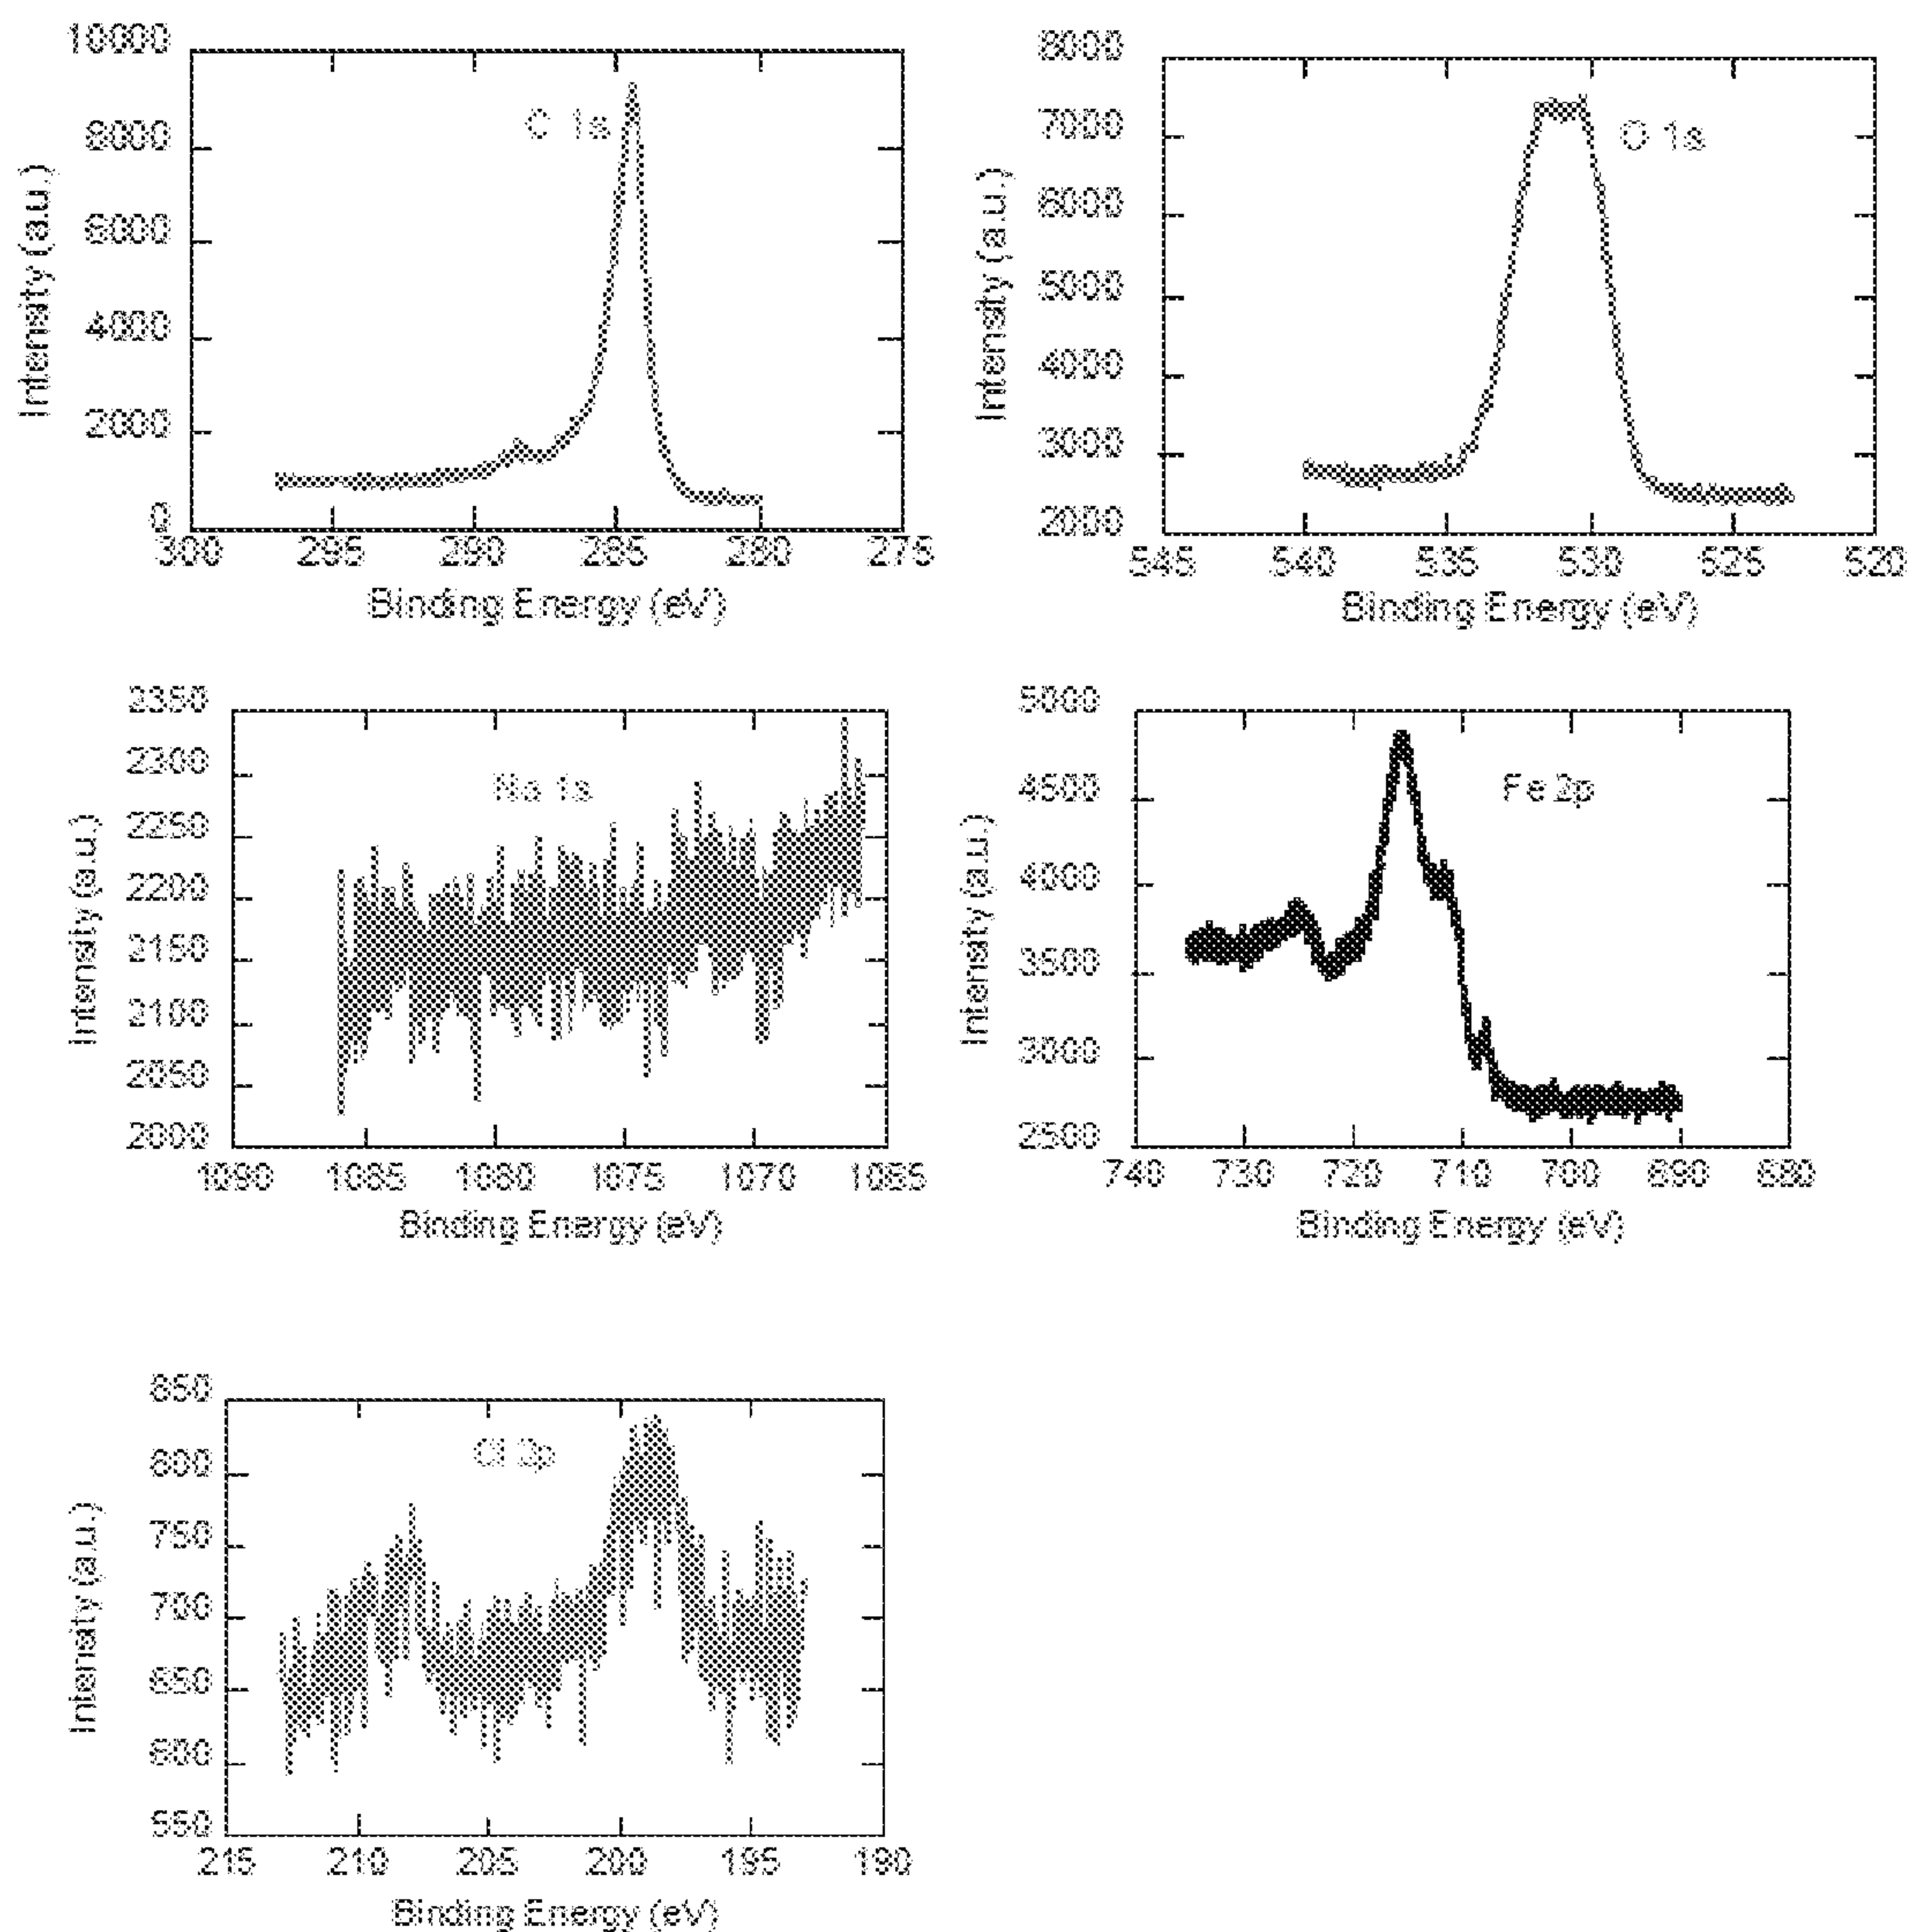 10000
8000
6000
4000
2000
0
Intensity (a.u.)
C 1s
300 295 290 285 280 275
Binding Energy (eV)
8000
7000
6000
5000
4000
3000
2000
Intensity (a.u.)
O 1s
545 540 535 530 525 520
Binding Energy (eV)
2350
2300
2250
2200
2150
2100
2050
2000
Intensity (a.u.)
Na 1s
1090 1085 1080 1075 1070 1065
Binding Energy (eV)
5000
4500
4000
3500
3000
2500
Intensity (a.u.)
Fe 2p
740 730 720 710 700 690 680
Binding Energy (eV)
850
800
750
700
650
600
550
Intensity (a.u.)
Cl 2p
215 210 205 200 195 190
Binding Energy (eV)